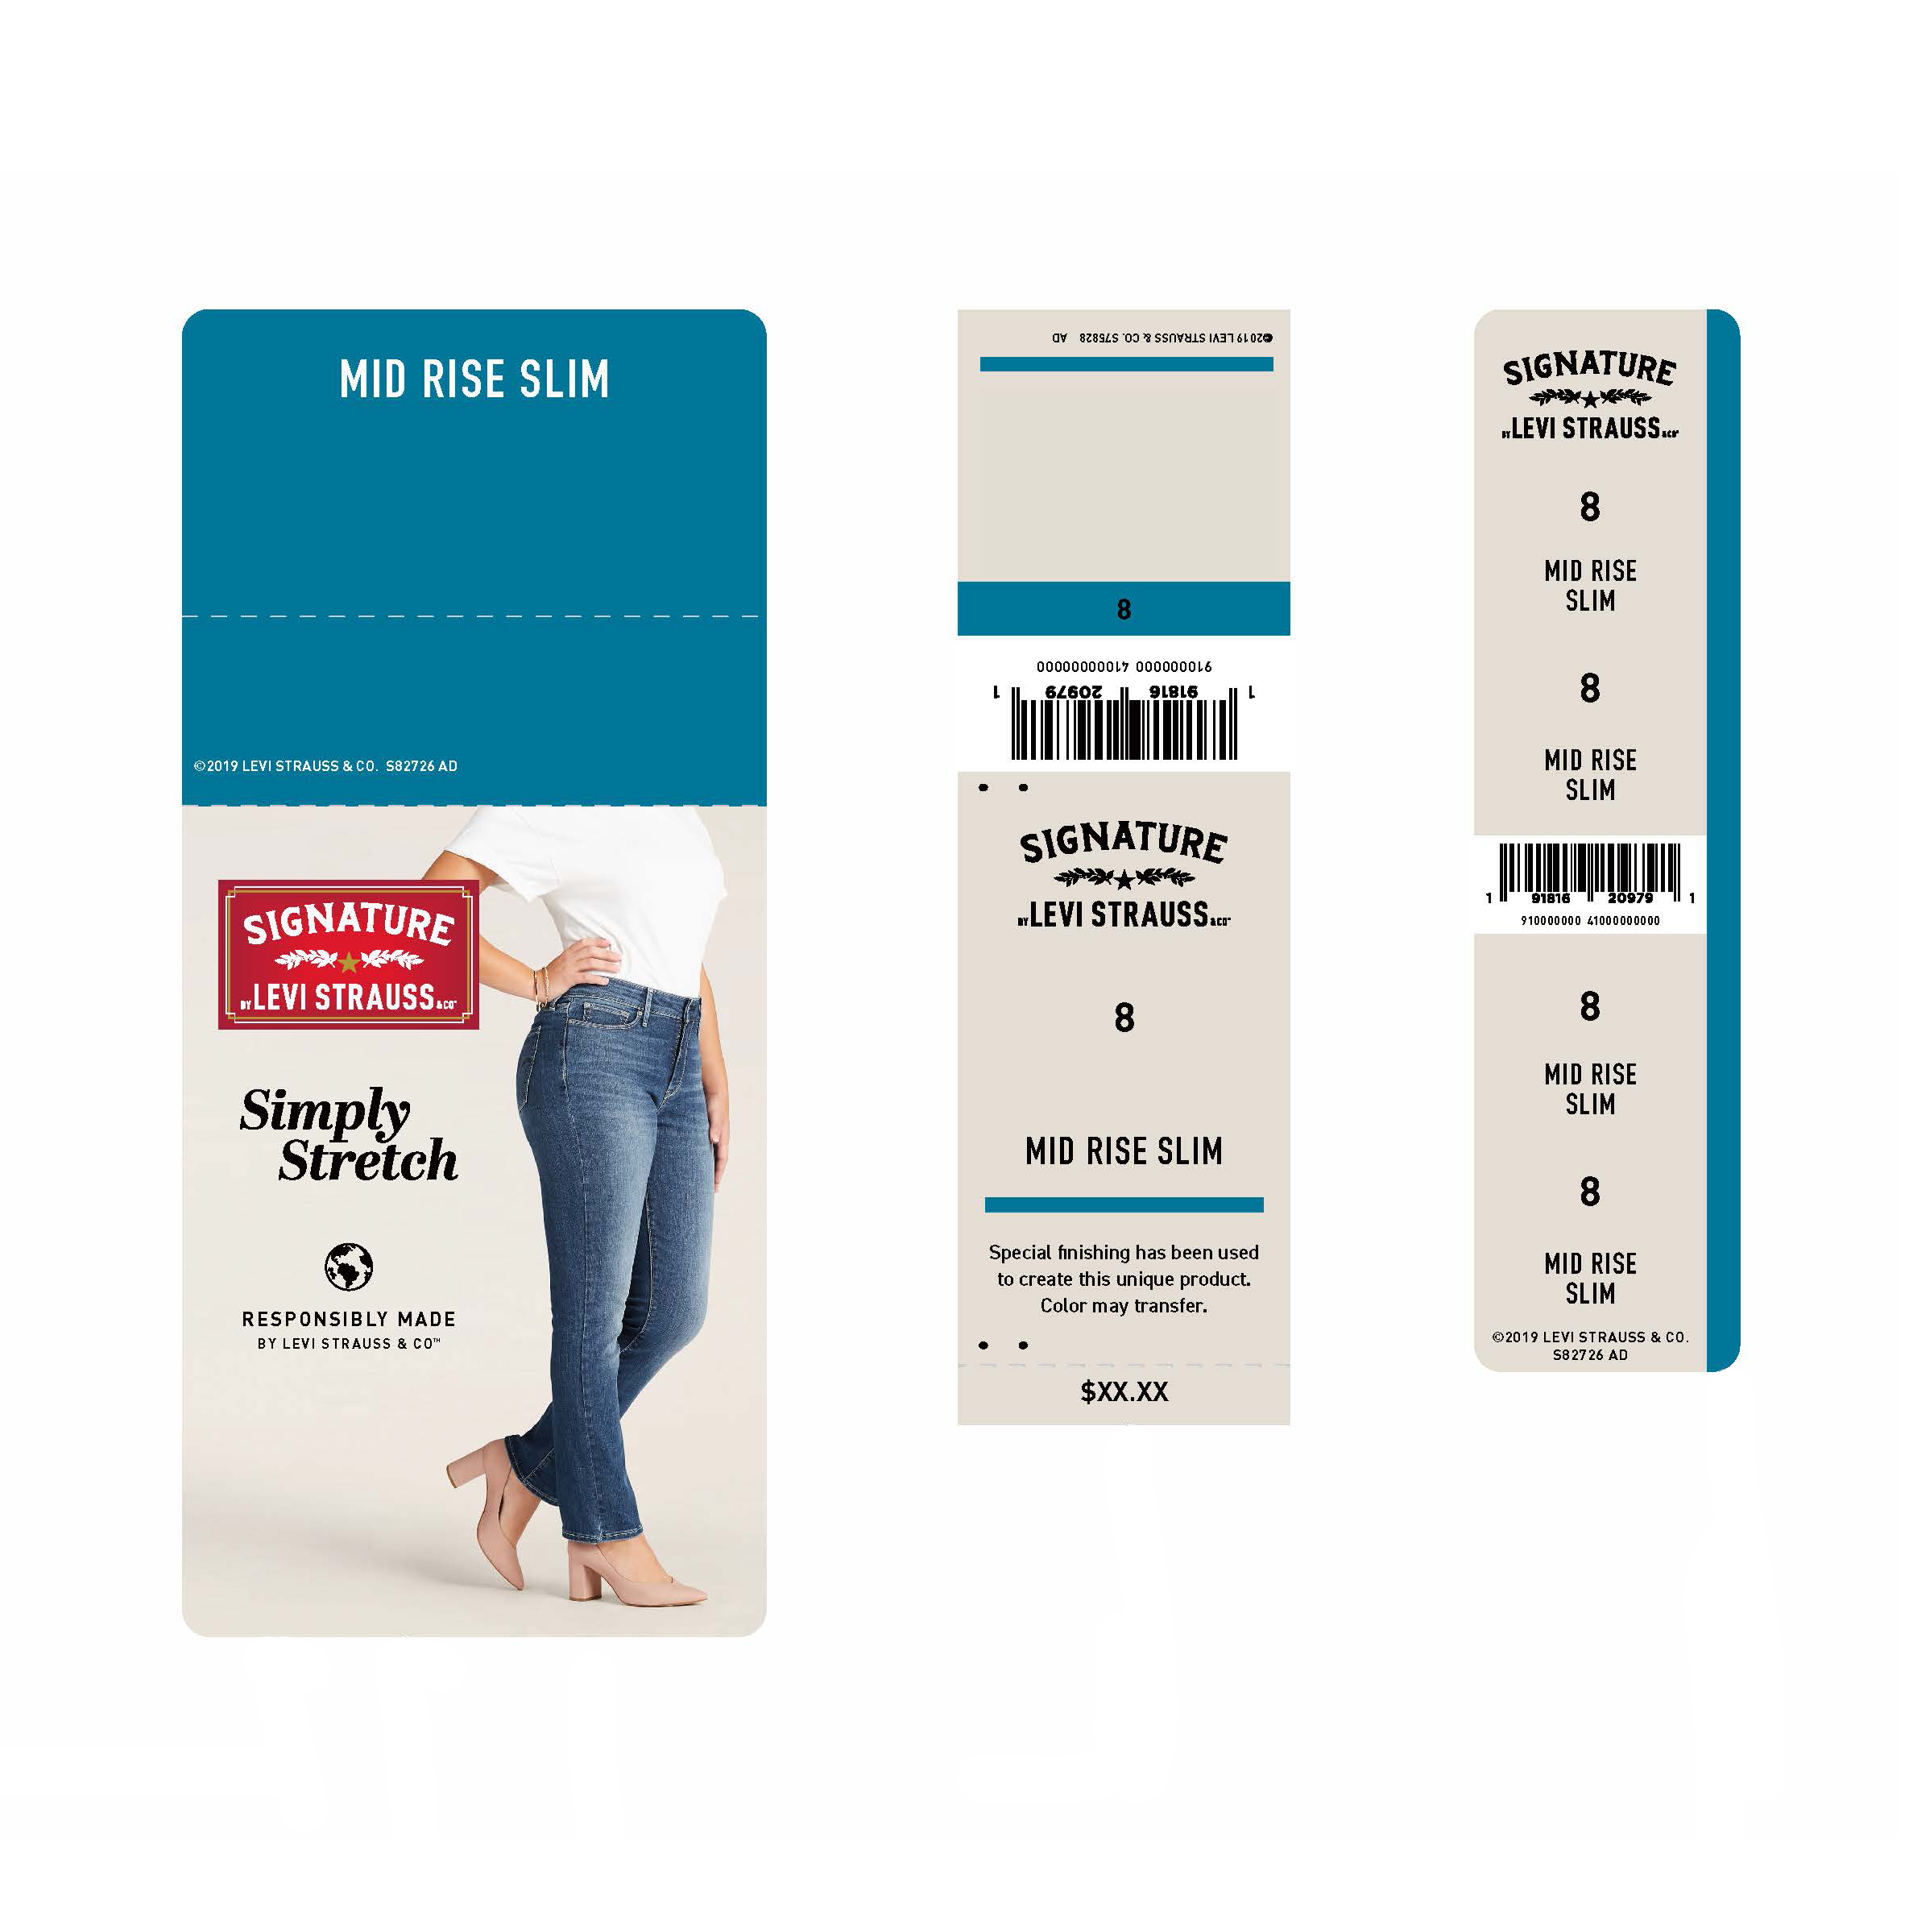 MID RISE SLIM
©2019 LEVI STRAUSS & CO. S82726 AD
SIGNATURE
BY LEVI STRAUSS & CO™
Simply
Stretch
RESPONSIBLY MADE
BY LEVI STRAUSS & CO™
©2019 LEVI STRAUSS & CO. S75828 AD
8
910000000 41000000000
1 91816 20979 1
SIGNATURE
BY LEVI STRAUSS & CO™
8
MID RISE SLIM
Special finishing has been used
to create this unique product.
Color may transfer.
$XX.XX
SIGNATURE
BY LEVI STRAUSS & CO™
8
MID RISE
SLIM
8
MID RISE
SLIM
1 91816 20979 1
910000000 41000000000
8
MID RISE
SLIM
8
MID RISE
SLIM
©2019 LEVI STRAUSS & CO.
S82726 AD